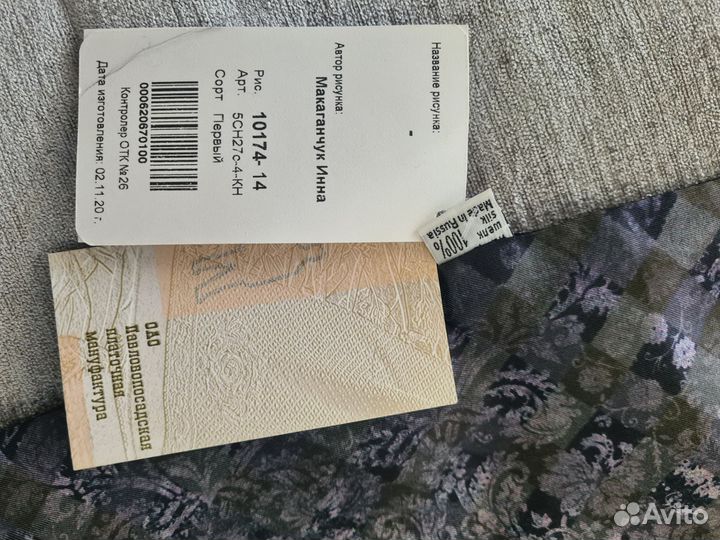 Название рисунка:
-
Автор рисунка:
Макаганчук Инна
Рис. 10174-14
Арт. 5СН27с-4-КН
Сорт Первый
000620670100
Контролер ОТК №26
Дата изготовления: 02.11.20 г.
100%
шелк
silk
Made in Russia
ОАО
Павловопосадская
платочная
мануфактура
Avito